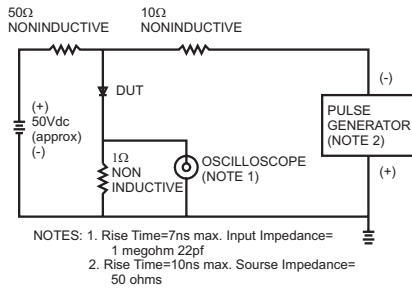 50Ω
NONINDUCTIVE
10Ω
NONINDUCTIVE
(+)
50Vdc
(approx)
(-)
DUT
1Ω
NON
INDUCTIVE
OSCILLOSCOPE
(NOTE 1)
(-)
PULSE
GENERATOR
(NOTE 2)
(+)
NOTES: 1. Rise Time=7ns max. Input Impedance=
1 megohm 22pf
2. Rise Time=10ns max. Sourse Impedance=
50 ohms